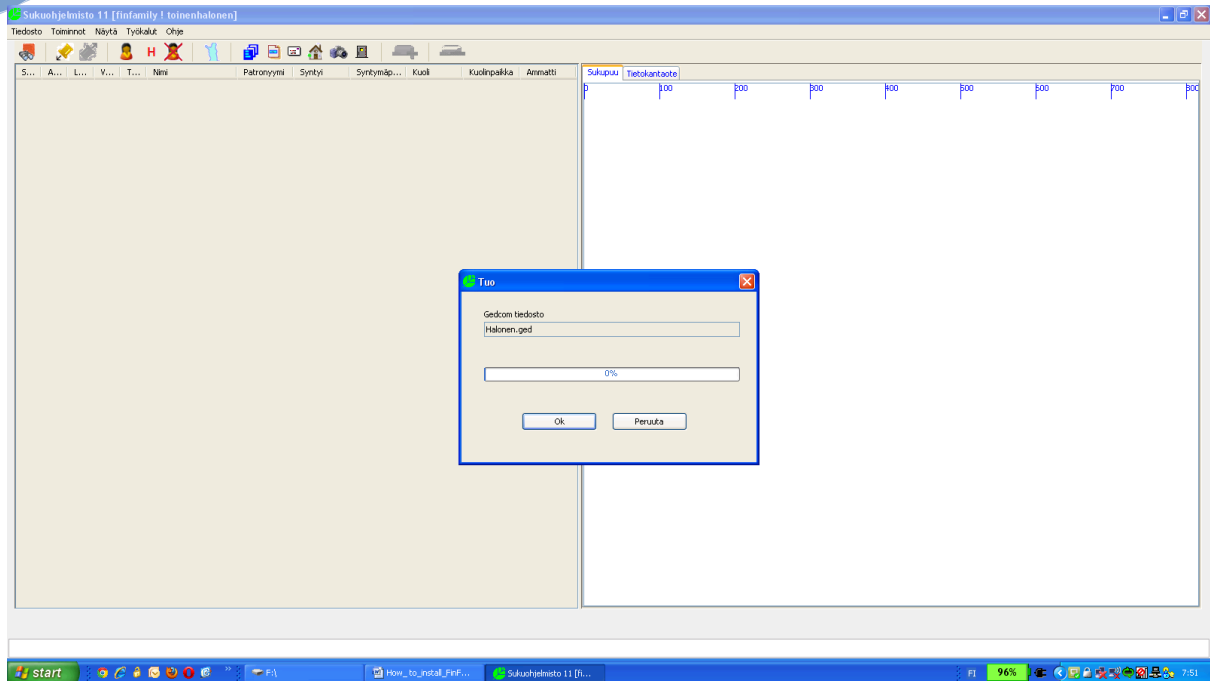 Sukuohjelmisto 11 [finfamily ! toinenhalonen]
Tiedosto Toiminnot Näytä Työkalut Ohje
H
S... A... L... V... T... Nimi Patronyymi Syntyi Syntymäp... Kuoli Kuolinpaikka Ammatti
Sukupuu Tietokantaote
0 100 200 300 400 500 600 700 800
Tuo
Gedcom tiedosto
Halonen.ged
0%
Ok Peruuta
start F:\ How_to_install_FinF... Sukuohjelmisto 11 [fi... FI 96% 7:51